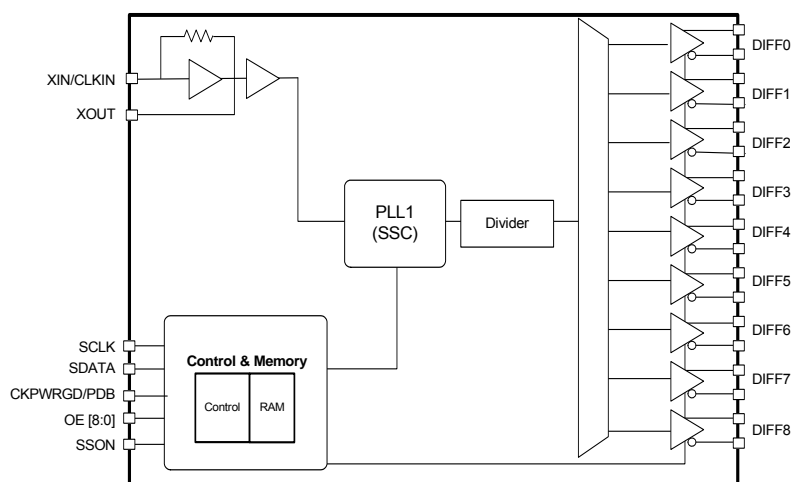 XIN/CLKIN
XOUT
PLL1
(SSC)
Divider
SCLK
SDATA
CKPWRGD/PDB
OE [8:0]
SSON
Control & Memory
Control
RAM
DIFF0
DIFF1
DIFF2
DIFF3
DIFF4
DIFF5
DIFF6
DIFF7
DIFF8